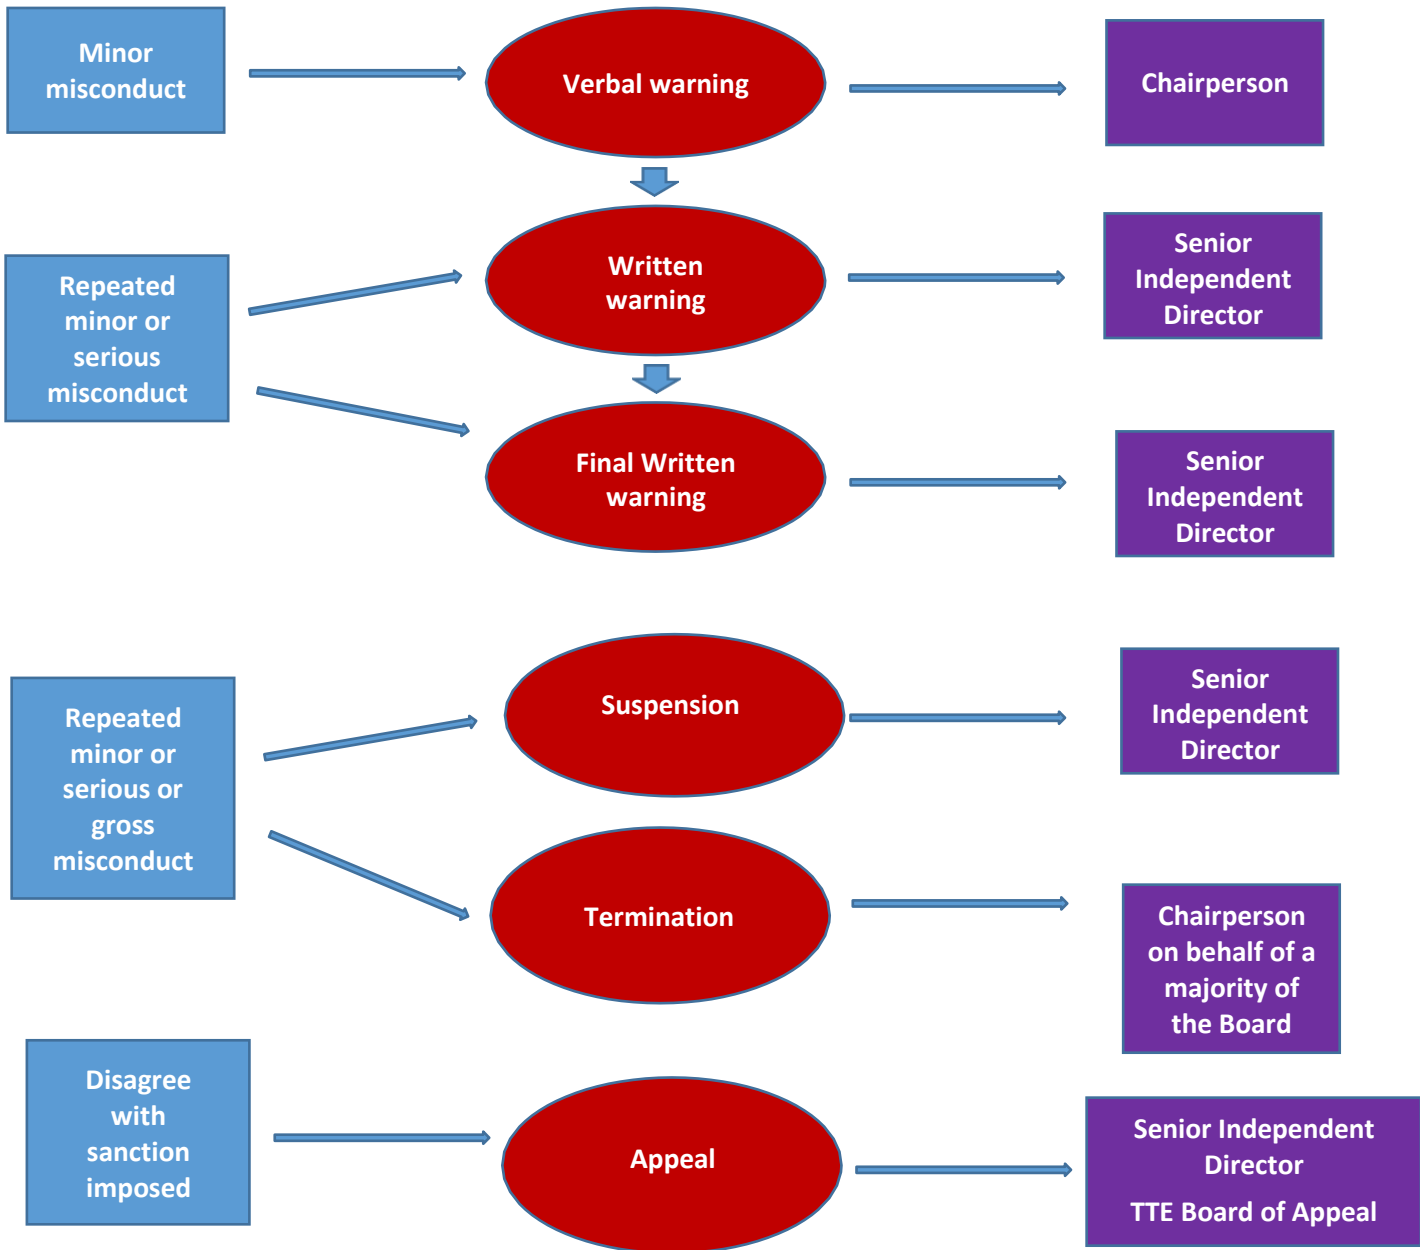 Minor
misconduct
Verbal warning
Chairperson
Repeated
minor or
serious
misconduct
Written
warning
Senior
Independent
Director
Final Written
warning
Senior
Independent
Director
Repeated
minor or
serious or
gross
misconduct
Suspension
Senior
Independent
Director
Termination
Chairperson
on behalf of a
majority of
the Board
Disagree
with
sanction
imposed
Appeal
Senior Independent
Director
TTE Board of Appeal